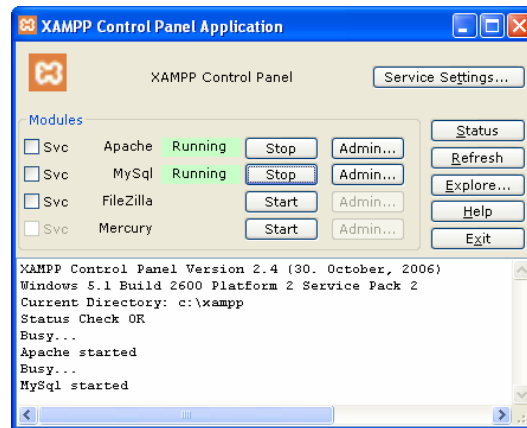 XAMPP Control Panel Application
XAMPP Control Panel
Service Settings...
Modules
Svc Apache Running Stop Admin...
Svc MySql Running Stop Admin...
Svc FileZilla Start Admin...
Svc Mercury Start Admin...
Status
Refresh
Explore...
Help
Exit
XAMPP Control Panel Version 2.4 (30. October, 2006)
Windows 5.1 Build 2600 Platform 2 Service Pack 2
Current Directory: c:\xampp
Status Check OK
Busy...
Apache started
Busy...
MySql started